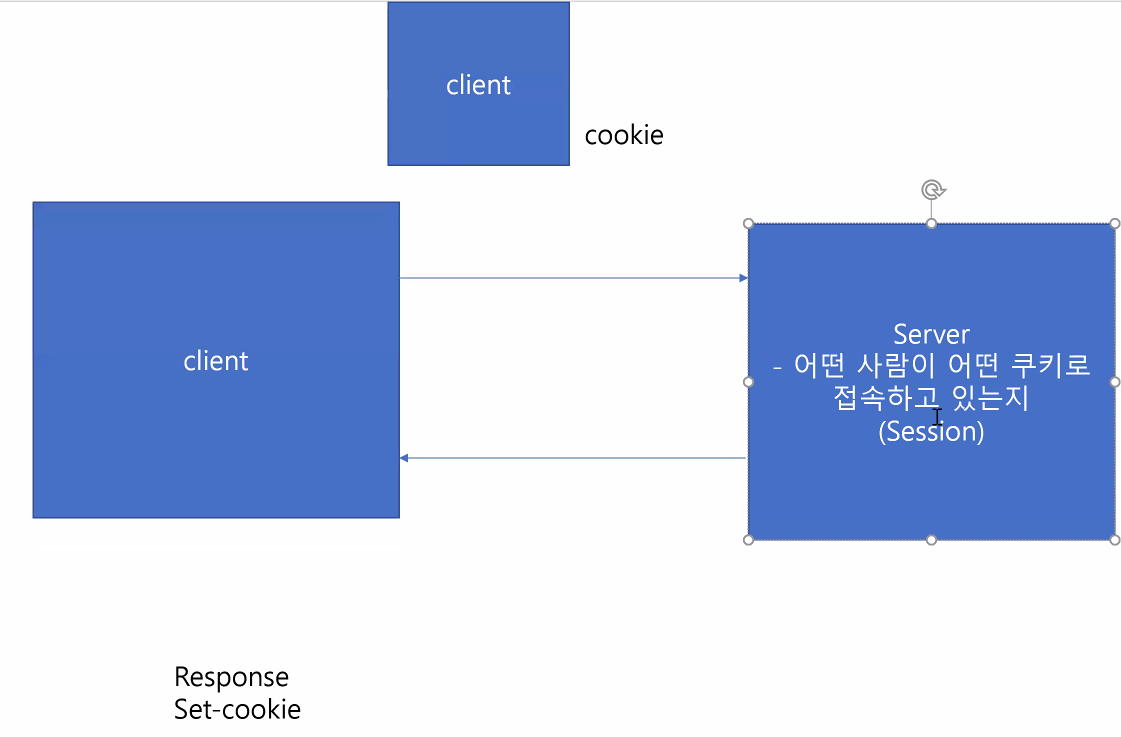 client
cookie
client
Server
- 어떤 사람이 어떤 쿠키로
접속하고 있는지
(Session)
Response
Set-cookie